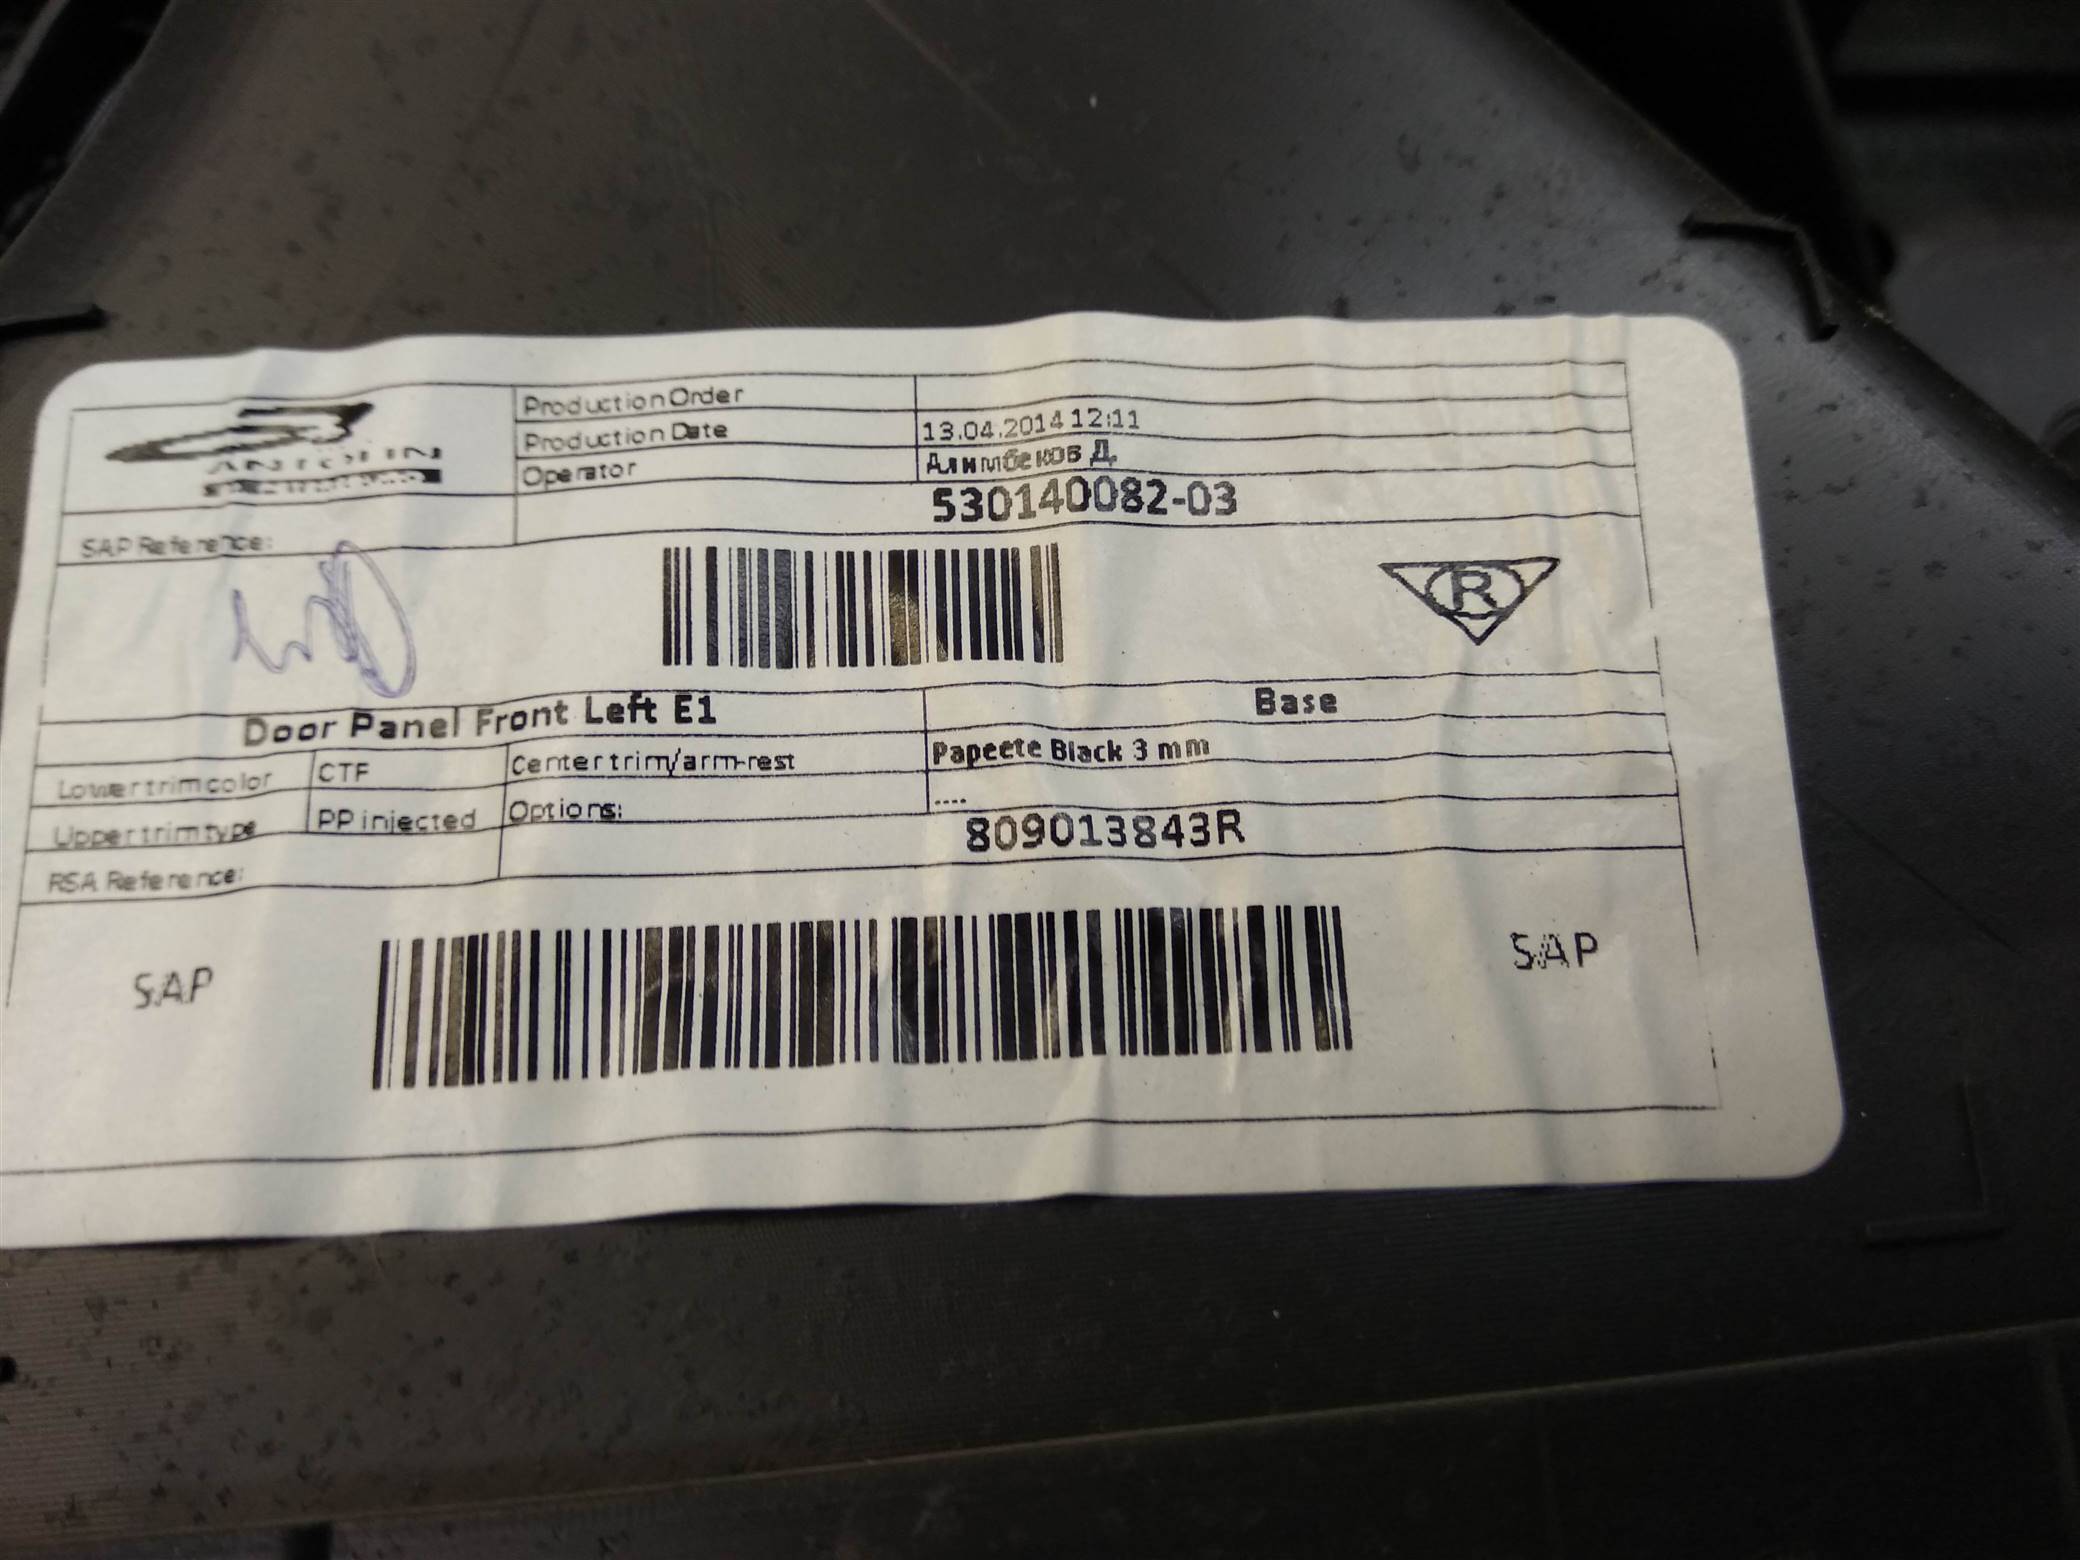 Production Order
Production Date 13.04.2014 12:11
ANTOLIN
Operator Алимбеков Д.
SAP Reference: 530140082-03
R
Door Panel Front Left E1 Base
Lower trim color CTF Center trim/arm-rest Papeete Black 3 mm
Upper trim type PP injected Options: ....
RSA Reference: 809013843R
SAP SAP